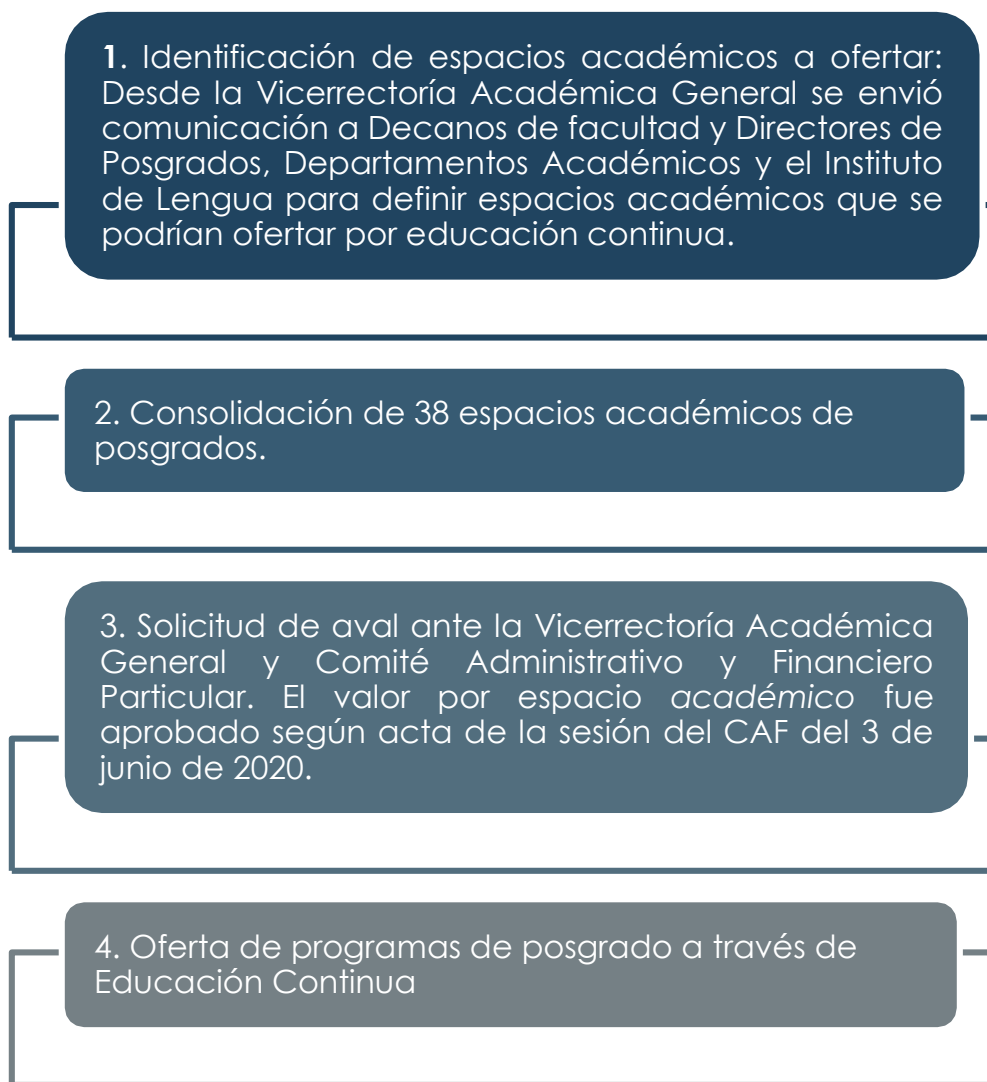 1. Identificación de espacios académicos a ofertar:
Desde la Vicerrectoría Académica General se envió
comunicación a Decanos de facultad y Directores de
Posgrados, Departamentos Académicos y el Instituto
de Lengua para definir espacios académicos que se
podrían ofertar por educación continua.
2. Consolidación de 38 espacios académicos de
posgrados.
3. Solicitud de aval ante la Vicerrectoría Académica
General y Comité Administrativo y Financiero
Particular. El valor por espacio académico fue
aprobado según acta de la sesión del CAF del 3 de
junio de 2020.
4. Oferta de programas de posgrado a través de
Educación Continua